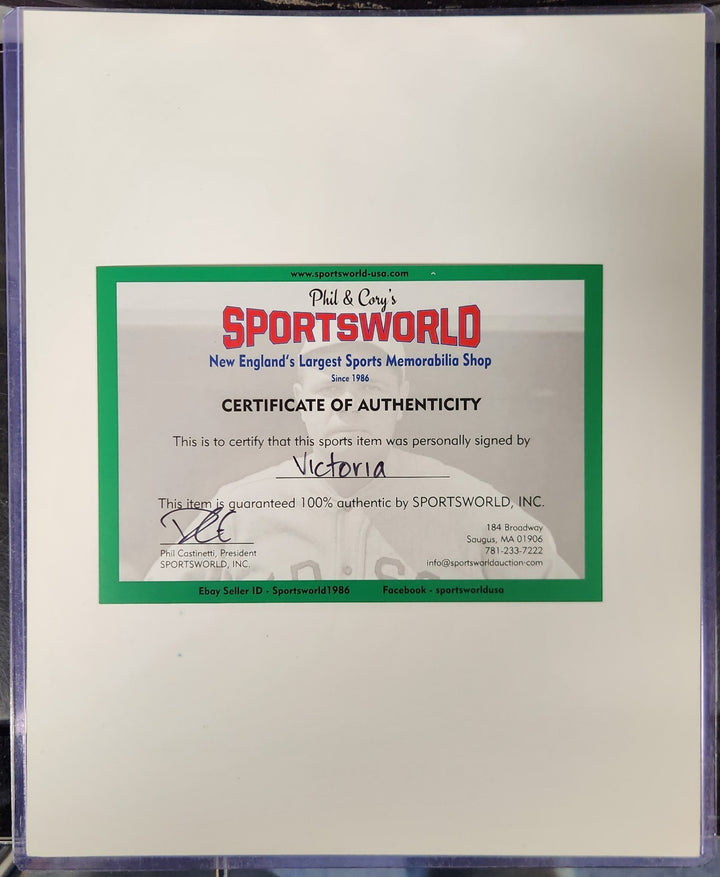 www.sportsworld-usa.com
Phil & Cory's
SPORTSWORLD
New England's Largest Sports Memorabilia Shop
Since 1986
CERTIFICATE OF AUTHENTICITY
This is to certify that this sports item was personally signed by
Victoria
This item is guaranteed 100% authentic by SPORTSWORLD, INC.
Phil Castinetti, President
SPORTSWORLD, INC.
184 Broadway
Saugus, MA 01906
781-233-7222
info@sportsworldauction.com
Ebay Seller ID - Sportsworld1986 Facebook - sportsworldusa